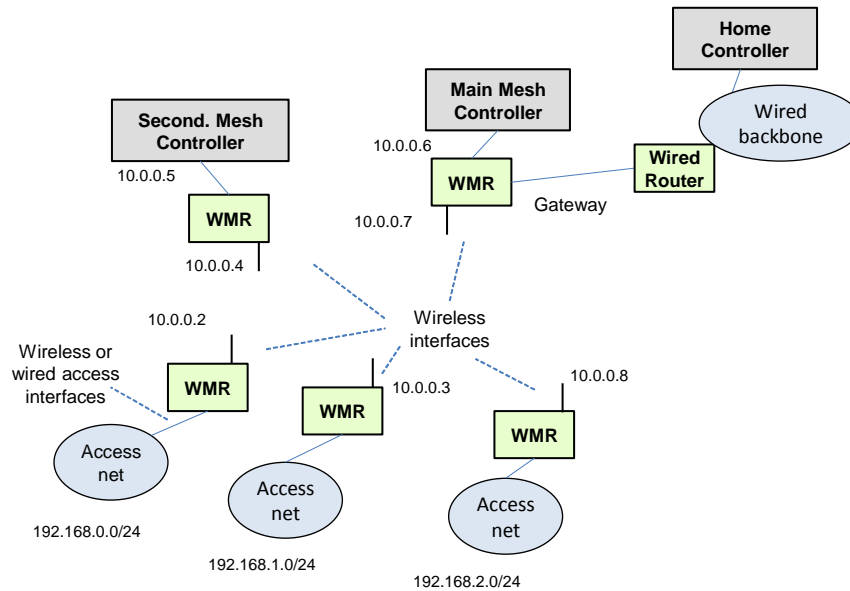 Home
Controller
Main Mesh
Controller
Second. Mesh
Controller
Wired
backbone
10.0.0.6
Wired
Router
10.0.0.5
WMR
Gateway
WMR
10.0.0.7
10.0.0.4
10.0.0.2
Wireless
interfaces
Wireless or
wired access
interfaces
WMR
10.0.0.3
10.0.0.8
WMR
WMR
Access
net
Access
net
Access
net
192.168.0.0/24
192.168.1.0/24
192.168.2.0/24